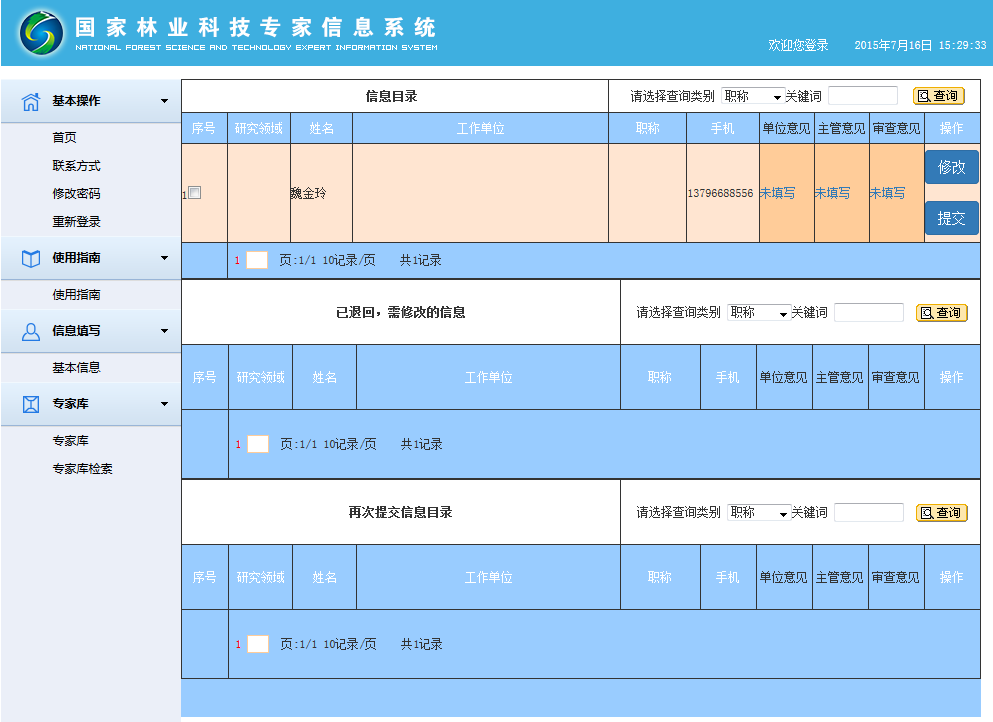 国家林业科技专家信息系统
NATIONAL FOREST SCIENCE AND TECHNOLOGY EXPERT INFORMATION SYSTEM
欢迎您登录 2015年7月16日 15:29:33
基本操作
首页
联系方式
修改密码
重新登录
使用指南
使用指南
信息填写
基本信息
专家库
专家库
专家库检索
信息目录 请选择查询类别 职称 关键词 查询
序号 研究领域 姓名 工作单位 职称 手机 单位意见 主管意见 审查意见 操作
1 魏金玲 13796688556 未填写 未填写 未填写 修改
提交
1 页:1/1 10记录/页 共1记录
已退回，需修改的信息 请选择查询类别 职称 关键词 查询
序号 研究领域 姓名 工作单位 职称 手机 单位意见 主管意见 审查意见 操作
1 页:1/1 10记录/页 共1记录
再次提交信息目录 请选择查询类别 职称 关键词 查询
序号 研究领域 姓名 工作单位 职称 手机 单位意见 主管意见 审查意见 操作
1 页:1/1 10记录/页 共1记录